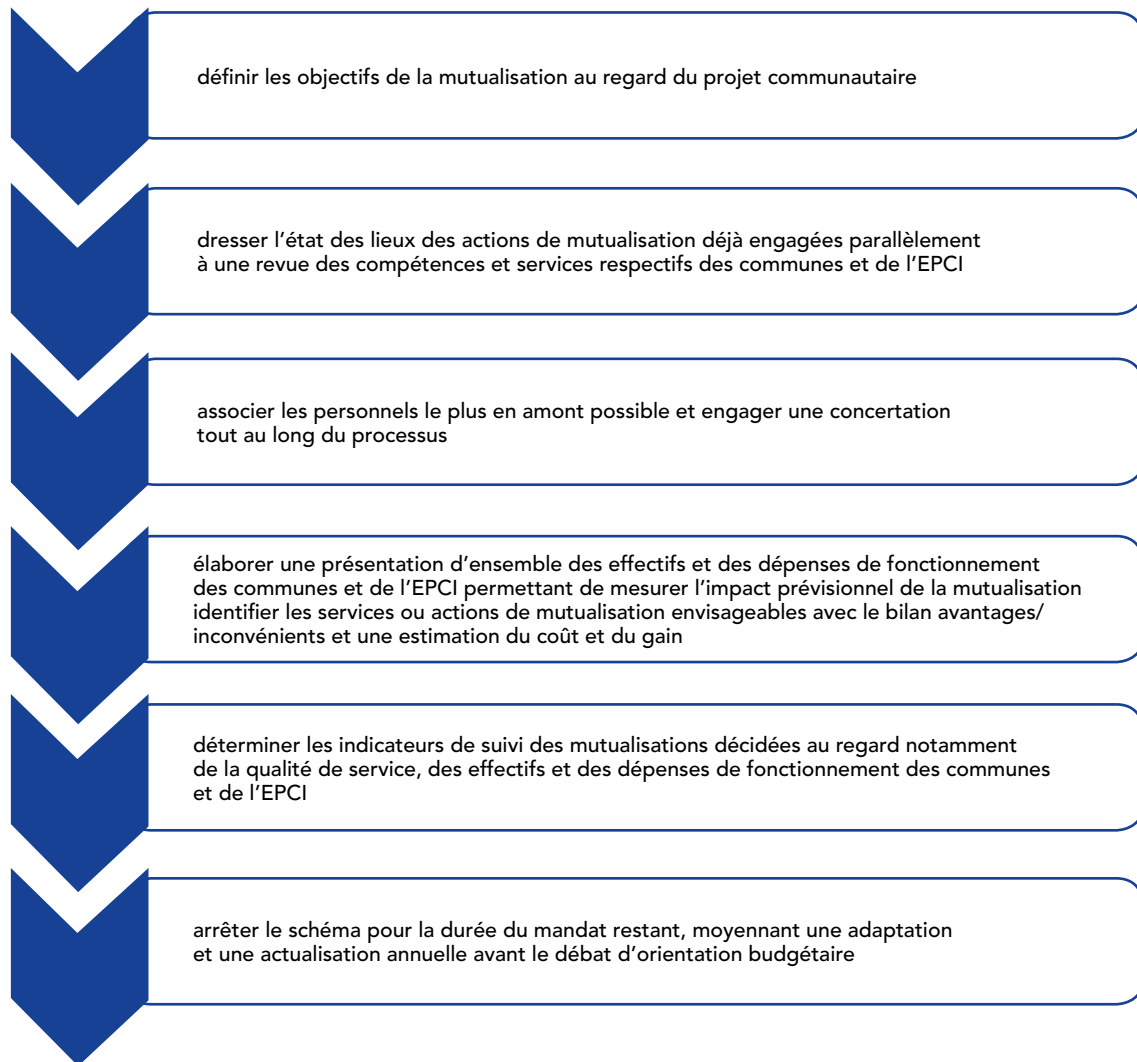 définir les objectifs de la mutualisation au regard du projet communautaire
dresser l’état des lieux des actions de mutualisation déjà engagées parallèlement
à une revue des compétences et services respectifs des communes et de l’EPCI
associer les personnels le plus en amont possible et engager une concertation
tout au long du processus
élaborer une présentation d’ensemble des effectifs et des dépenses de fonctionnement
des communes et de l’EPCI permettant de mesurer l’impact prévisionnel de la mutualisation
identifier les services ou actions de mutualisation envisageables avec le bilan avantages/
inconvénients et une estimation du coût et du gain
déterminer les indicateurs de suivi des mutualisations décidées au regard notamment
de la qualité de service, des effectifs et des dépenses de fonctionnement des communes
et de l’EPCI
arrêter le schéma pour la durée du mandat restant, moyennant une adaptation
et une actualisation annuelle avant le débat d’orientation budgétaire